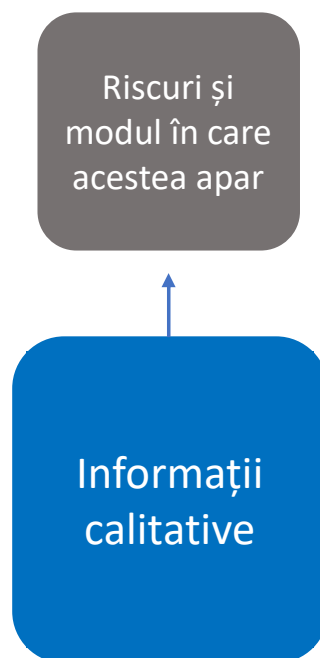 Riscuri și
modul în care
acestea apar
Informații
calitative